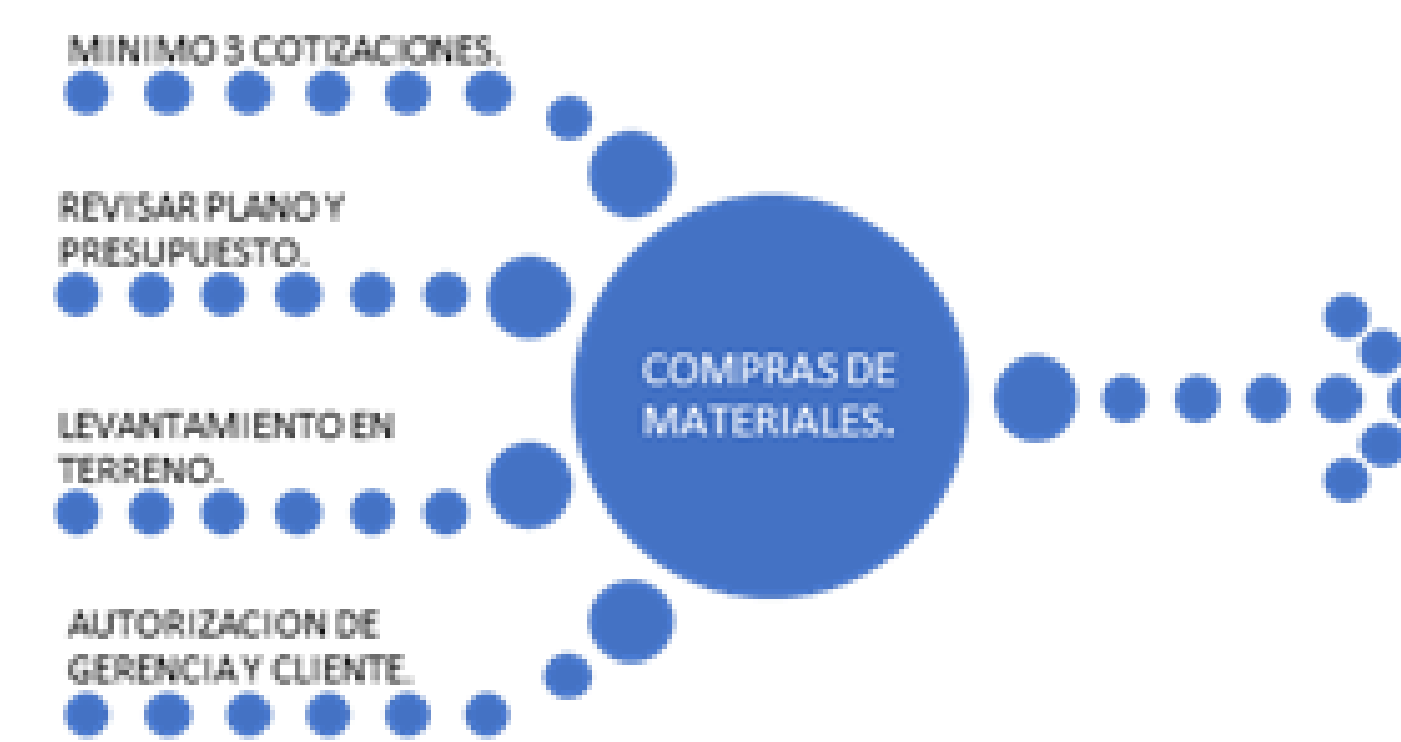 MINIMO 3 COTIZACIONES.
REVISAR PLANO Y
PRESUPUESTO.
LEVANTAMIENTO EN
TERRENO.
AUTORIZACION DE
GERENCIA Y CLIENTE.
COMPRAS DE
MATERIALES.